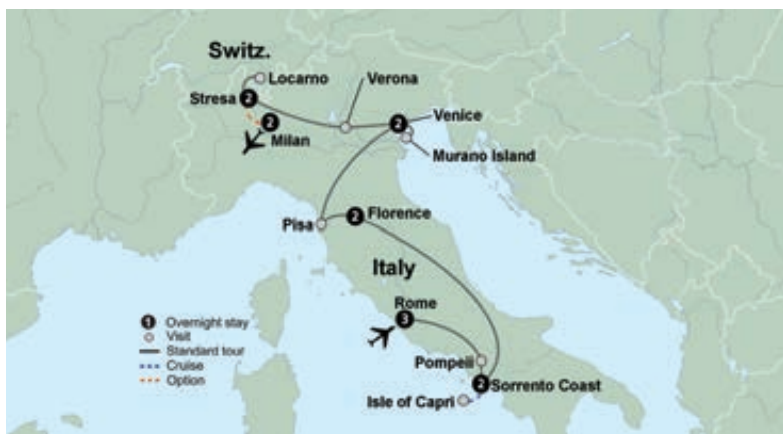 Switz.
Locarno
Verona
Stresa
2
2
Venice
2
Milan
Murano Island
Pisa
2
Florence
Italy
Rome
3
1 Overnight stay
Visit
Standard tour
Cruise
Option
Pompeii
2
Sorrento Coast
Isle of Capri